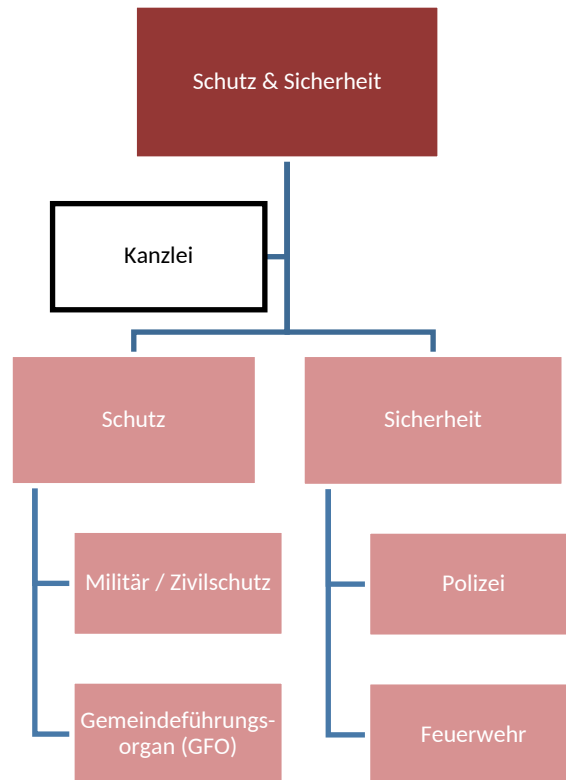 Schutz & Sicherheit
Kanzlei
Schutz
Sicherheit
Militär / Zivilschutz
Polizei
Gemeindeführungs-
organ (GFO)
Feuerwehr